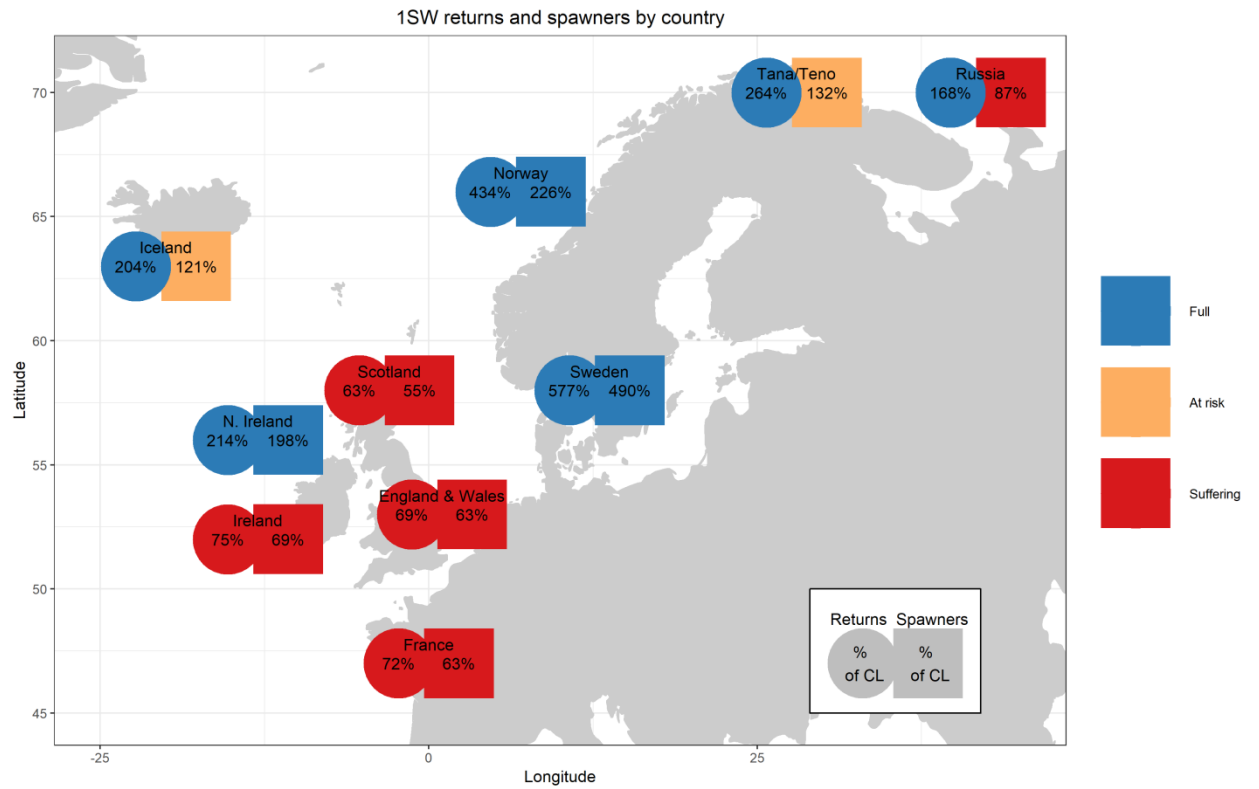 1SW returns and spawners by country
Latitude
70
65
60
55
50
45
Tana/Teno
264% 132%
Russia
168% 87%
Norway
434% 226%
Iceland
204% 121%
Scotland
63% 55%
Sweden
577% 490%
N. Ireland
214% 198%
England & Wales
69% 63%
Ireland
75% 69%
France
72% 63%
Returns Spawners
% %
of CL of CL
-25 0 25
Longitude
Full
At risk
Suffering